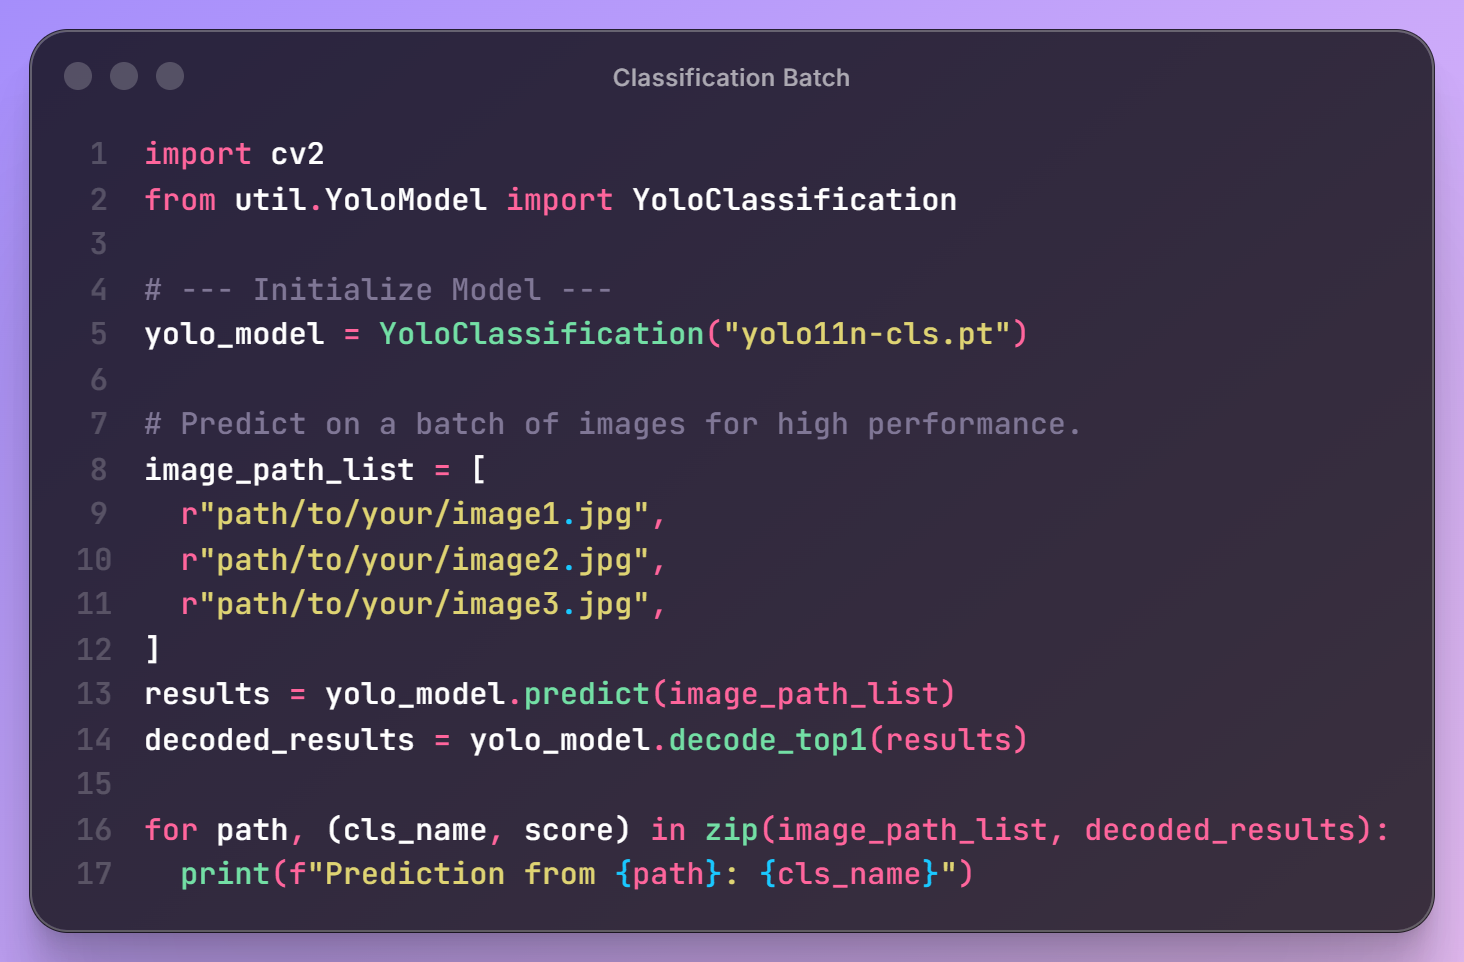 Classification Batch
1 import cv2
2 from util.YoloModel import YoloClassification
3
4 # --- Initialize Model ---
5 yolo_model = YoloClassification("yolo11n-cls.pt")
6
7 # Predict on a batch of images for high performance.
8 image_path_list = [
9   r"path/to/your/image1.jpg",
10   r"path/to/your/image2.jpg",
11   r"path/to/your/image3.jpg",
12 ]
13 results = yolo_model.predict(image_path_list)
14 decoded_results = yolo_model.decode_top1(results)
15
16 for path, (cls_name, score) in zip(image_path_list, decoded_results):
17   print(f"Prediction from {path}: {cls_name}")